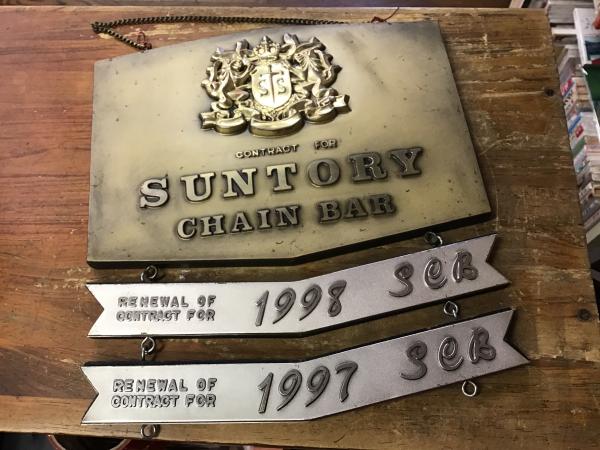 CONTRACT FOR
SUNTORY
CHAIN BAR
RENEWAL OF
CONTRACT FOR
1998 SCB
RENEWAL OF
CONTRACT FOR
1997 SCB